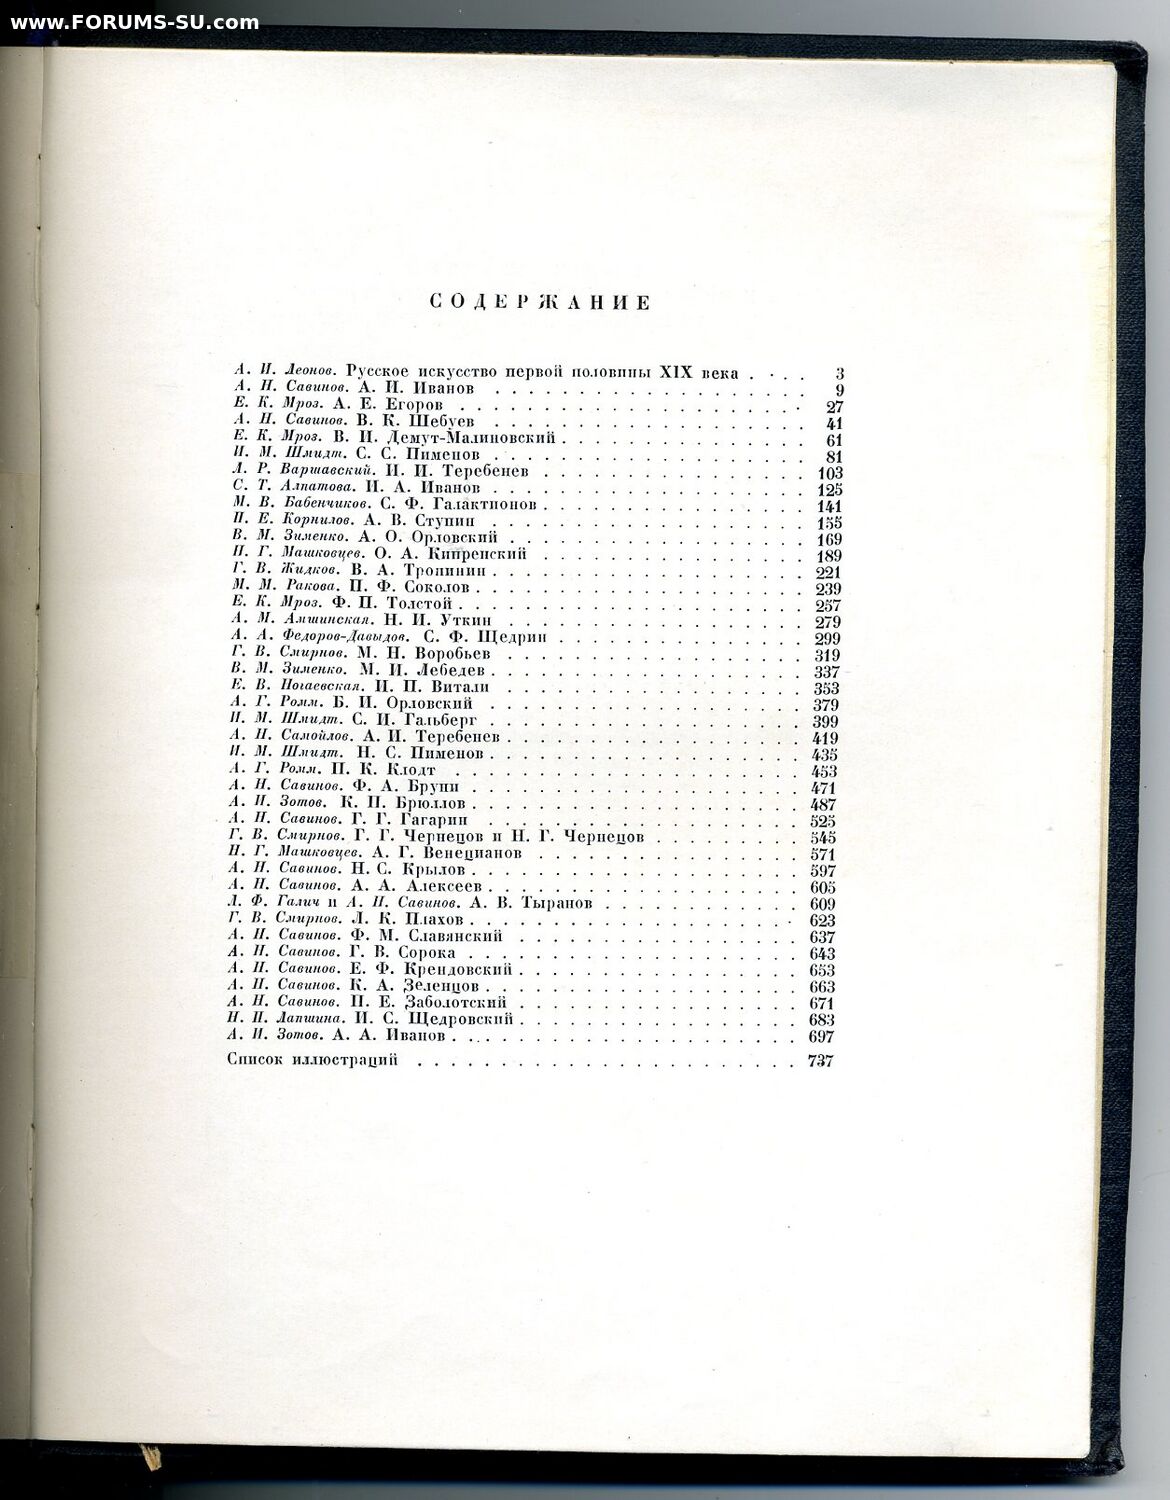 www.FORUMS-SU.com
СОДЕРЖАНИЕ
А. И. Леонов. Русское искусство первой половины XIX века . . . . 3
А. Н. Савинов. А. И. Иванов . . . . . . . . . . . . . . . . . . . 9
Е. К. Мроз. А. Е. Егоров . . . . . . . . . . . . . . . . . . . . . 27
А. Н. Савинов. В. К. Шебуев . . . . . . . . . . . . . . . . . . . 41
Е. К. Мроз. В. И. Демут-Малиновский . . . . . . . . . . . . . . . 61
И. М. Шмидт. С. С. Пименов . . . . . . . . . . . . . . . . . . . 81
Л. Р. Варшавский. И. И. Теребенев . . . . . . . . . . . . . . . . 103
С. Т. Алпатова. И. А. Иванов . . . . . . . . . . . . . . . . . . . 125
М. В. Бабенчиков. С. Ф. Галактионов . . . . . . . . . . . . . . . . 141
П. Е. Корнилов. А. В. Ступин . . . . . . . . . . . . . . . . . . . 155
В. М. Зименко. А. О. Орловский . . . . . . . . . . . . . . . . . . 169
Н. Г. Машковцев. О. А. Кипренский . . . . . . . . . . . . . . . . 189
Г. В. Жидков. В. А. Тропинин . . . . . . . . . . . . . . . . . . . 221
М. М. Ракова. П. Ф. Соколов . . . . . . . . . . . . . . . . . . . . 239
Е. К. Мроз. Ф. П. Толстой . . . . . . . . . . . . . . . . . . . . . 257
А. М. Амшинская. Н. И. Уткин . . . . . . . . . . . . . . . . . . 279
А. А. Федоров-Давыдов. С. Ф. Щедрин . . . . . . . . . . . . . . . 299
Г. В. Смирнов. М. Н. Воробьев . . . . . . . . . . . . . . . . . . 319
В. М. Зименко. М. И. Лебедев . . . . . . . . . . . . . . . . . . . 337
Е. В. Ногаевская. И. П. Витали . . . . . . . . . . . . . . . . . . 353
А. Г. Ромм. Б. И. Орловский . . . . . . . . . . . . . . . . . . . 379
И. М. Шмидт. С. И. Гальберг . . . . . . . . . . . . . . . . . . . 399
А. Н. Самойлов. А. И. Теребенев . . . . . . . . . . . . . . . . . . 419
И. М. Шмидт. Н. С. Пименов . . . . . . . . . . . . . . . . . . . 435
А. Г. Ромм. П. К. Клодт . . . . . . . . . . . . . . . . . . . . . 453
А. Н. Савинов. Ф. А. Бруни . . . . . . . . . . . . . . . . . . . . 471
А. И. Зотов. К. П. Брюллов . . . . . . . . . . . . . . . . . . . . 487
А. Н. Савинов. Г. Г. Гагарин . . . . . . . . . . . . . . . . . . . 525
Г. В. Смирнов. Г. Г. Чернецов и Н. Г. Чернецов . . . . . . . . . 545
Н. Г. Машковцев. А. Г. Венецианов . . . . . . . . . . . . . . . . 571
А. Н. Савинов. Н. С. Крылов . . . . . . . . . . . . . . . . . . . . 597
А. Н. Савинов. А. А. Алексеев . . . . . . . . . . . . . . . . . . . 605
Л. Ф. Галич и А. Н. Савинов. А. В. Тыранов . . . . . . . . . . . . 609
Г. В. Смирнов. Л. К. Плахов . . . . . . . . . . . . . . . . . . . . 623
А. Н. Савинов. Ф. М. Славянский . . . . . . . . . . . . . . . . . 637
А. Н. Савинов. Г. В. Сорока . . . . . . . . . . . . . . . . . . . . 643
А. Н. Савинов. Е. Ф. Крендовский . . . . . . . . . . . . . . . . . 653
А. Н. Савинов. К. А. Зеленцов . . . . . . . . . . . . . . . . . . . 663
А. Н. Савинов. П. Е. Заболотский . . . . . . . . . . . . . . . . . 671
Н. П. Лапшина. И. С. Щедровский . . . . . . . . . . . . . . . . . 683
А. И. Зотов. А. А. Иванов . . . . . . . . . . . . . . . . . . . . . 697
Список иллюстраций . . . . . . . . . . . . . . . . . . . . . . . 737